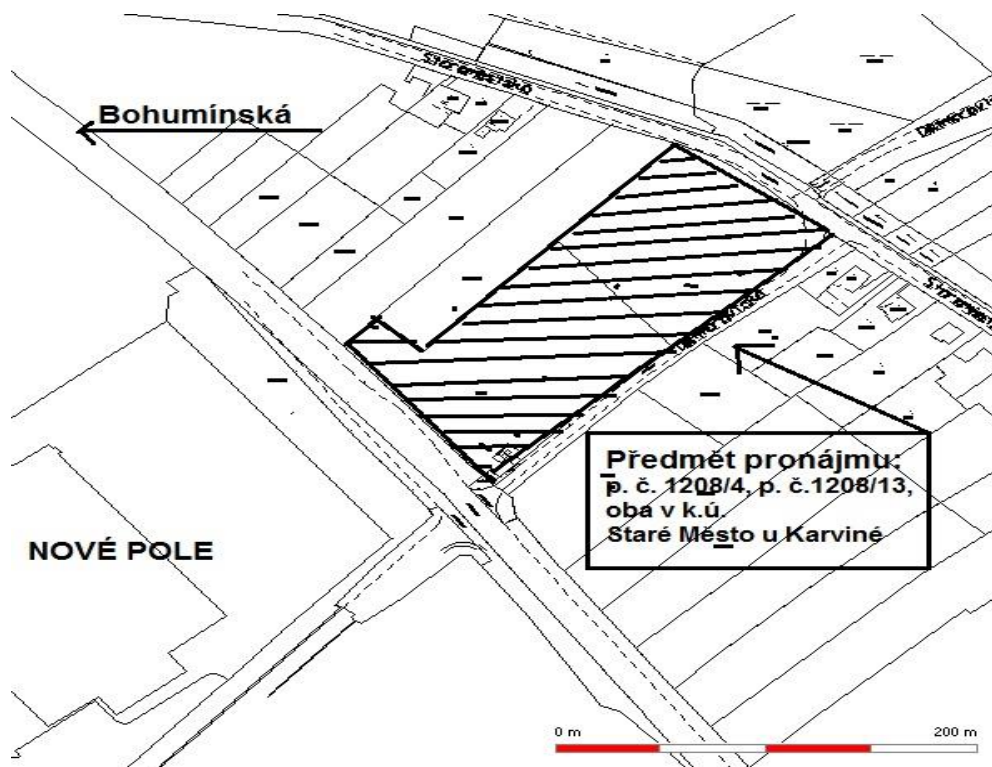 Bohumínská
Předmět pronájmu:
p. č. 1208/4, p. č.1208/13,
oba v k.ú.
Staré Město u Karviné
NOVÉ POLE
0 m
200 m